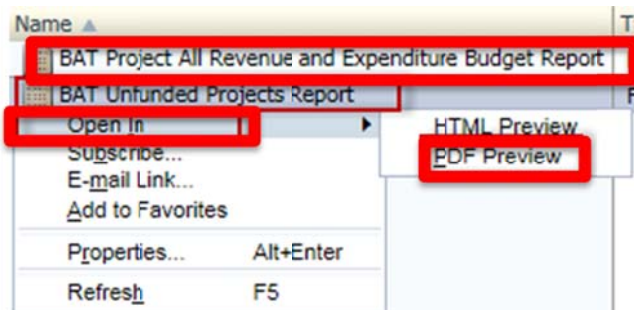 Name T
BAT Project All Revenue and Expenditure Budget Report
BAT Unfunded Projects Report
Open In HTML Preview
Subscribe... PDF Preview
E-mail Link...
Add to Favorites
Properties... Alt+Enter
Refresh F5